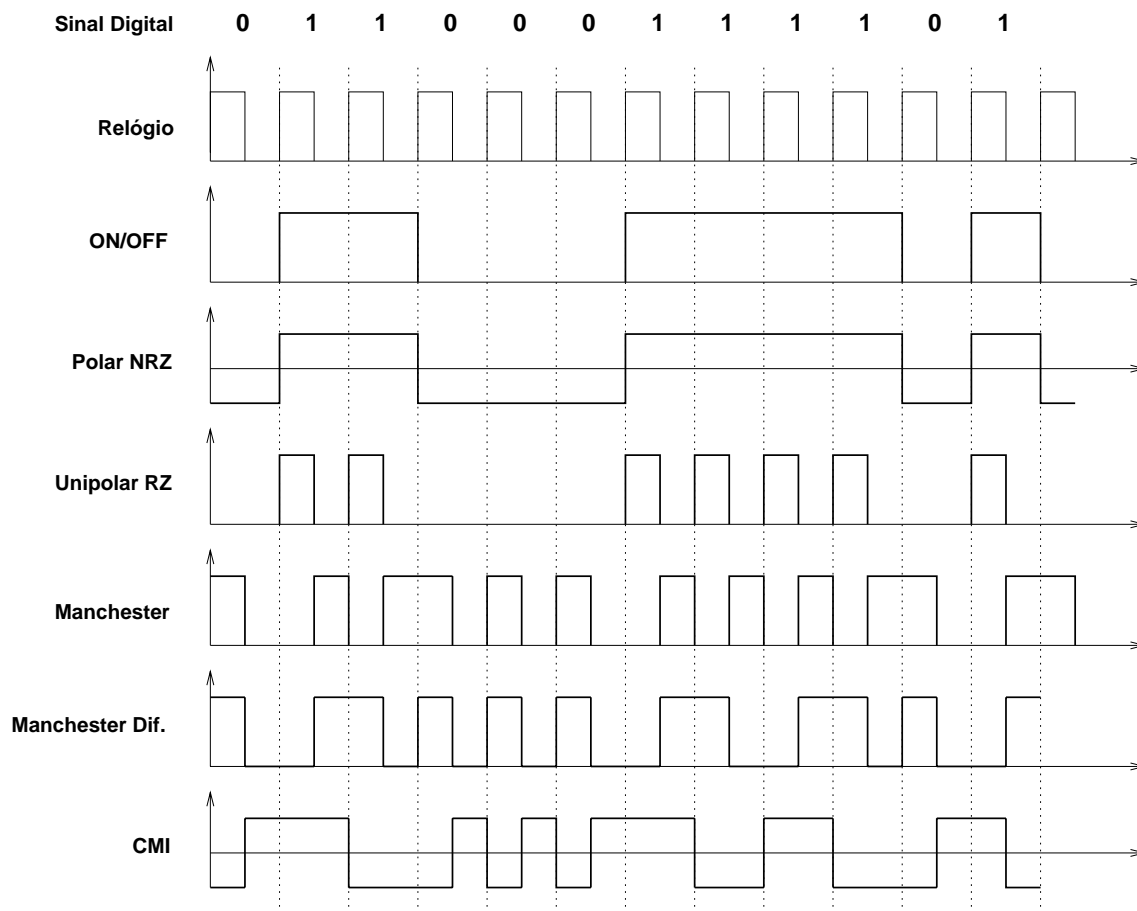 Sinal Digital 0 1 1 0 0 0 1 1 1 1 0 1
Relógio
ON/OFF
Polar NRZ
Unipolar RZ
Manchester
Manchester Dif.
CMI